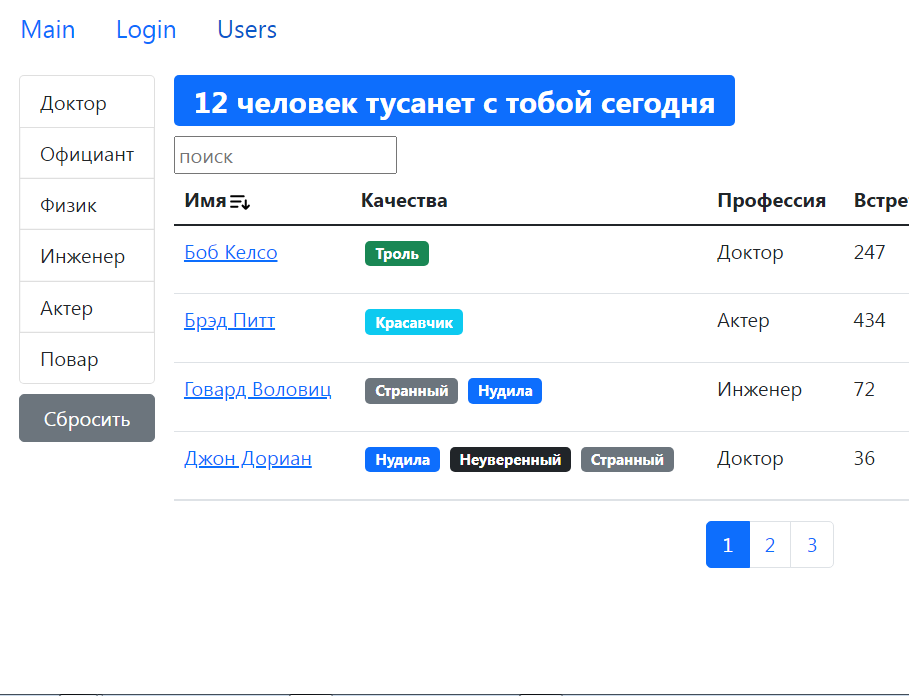 Main Login Users
Доктор
Официант
Физик
Инженер
Актер
Повар
Сбросить
12 человек тусанет с тобой сегодня
поиск
Имя Качества Профессия Встре
Боб Келсо Троль Доктор 247
Брэд Питт Красавчик Актер 434
Говард Воловиц Странный Нудила Инженер 72
Джон Дориан Нудила Неуверенный Странный Доктор 36
1 2 3